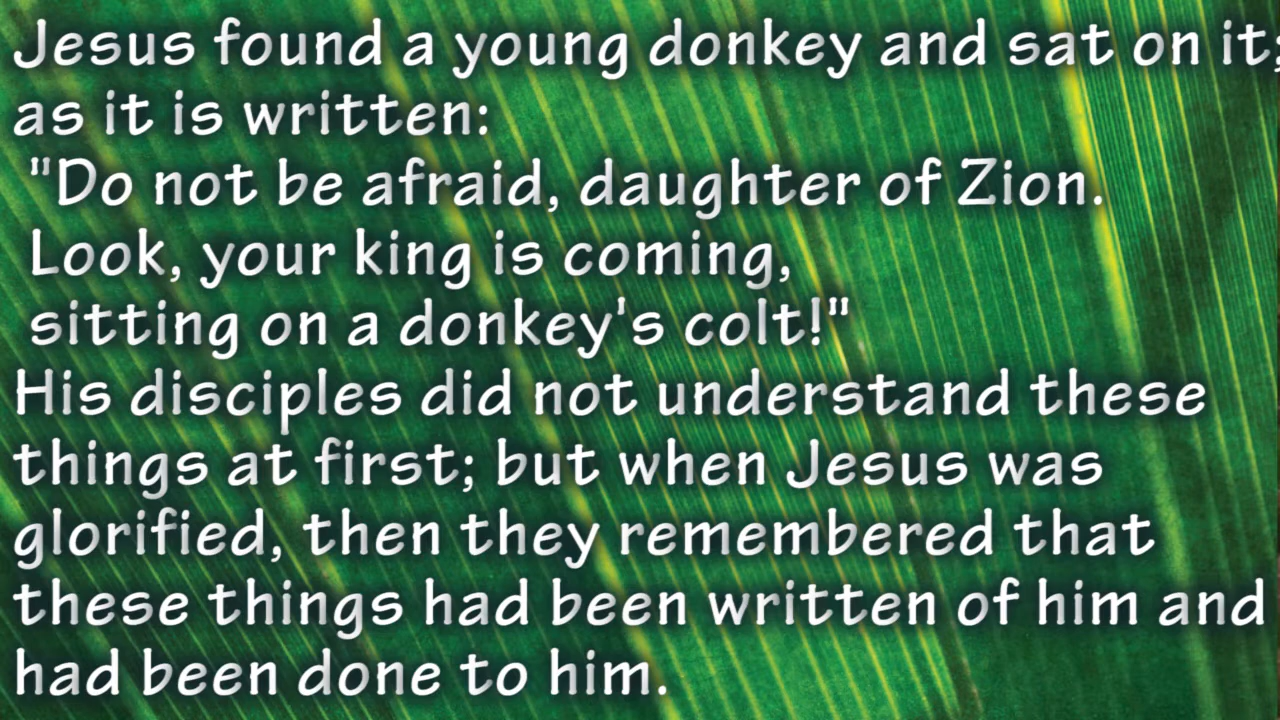 Jesus found a young donkey and sat on it;
as it is written:
"Do not be afraid, daughter of Zion.
Look, your king is coming,
sitting on a donkey's colt!"
His disciples did not understand these
things at first; but when Jesus was
glorified, then they remembered that
these things had been written of him and
had been done to him.